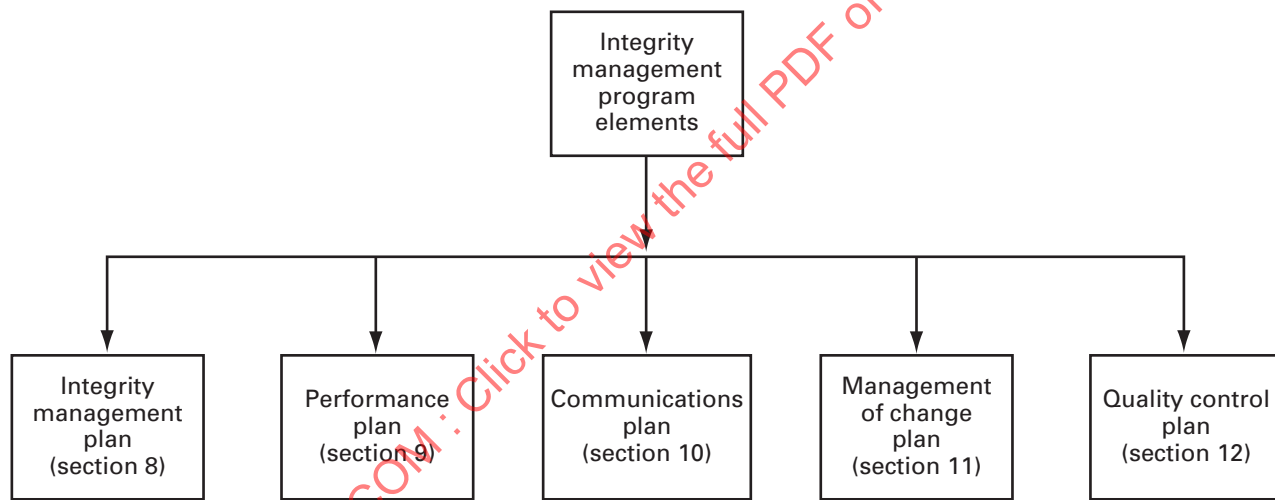 Integrity
management
program
elements
Integrity
management
plan
(section 8)
Performance
plan
(section 9)
Communications
plan
(section 10)
Management
of change
plan
(section 11)
Quality control
plan
(section 12)
COM : Click to view the full PDF o